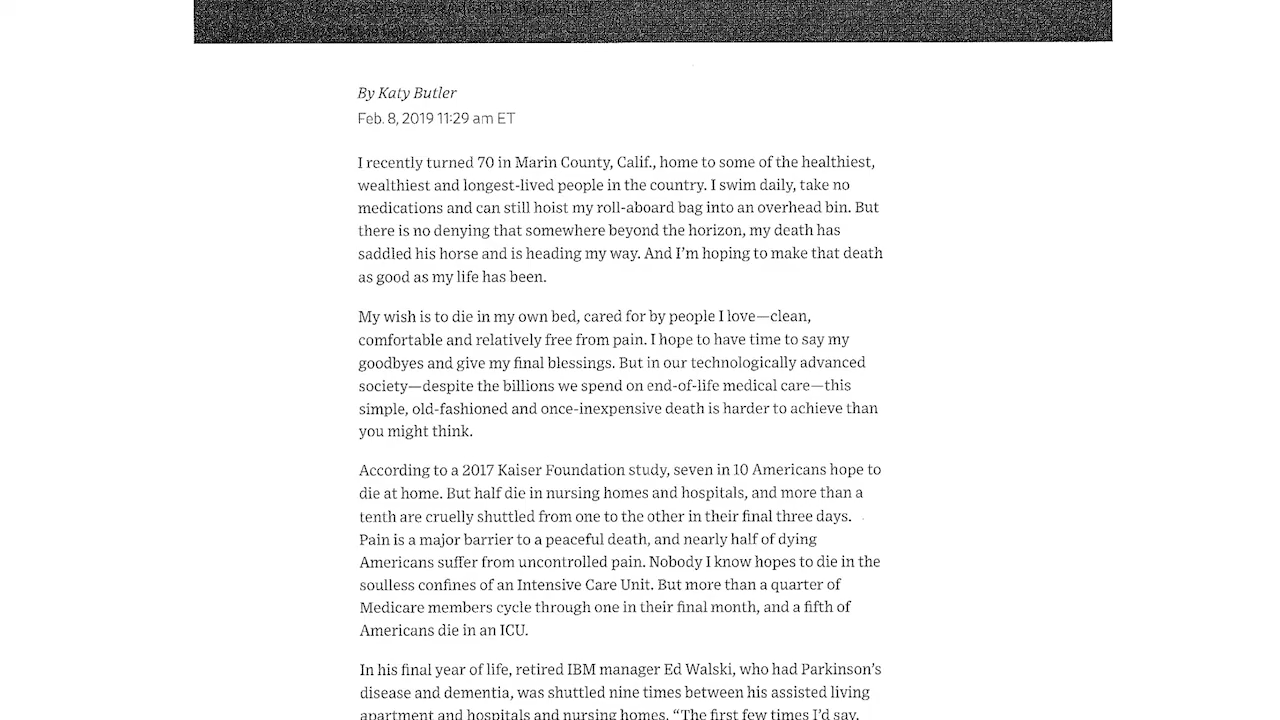 By Katy Butler
Feb. 8, 2019 11:29 am ET
I recently turned 70 in Marin County, Calif., home to some of the healthiest,
wealthiest and longest-lived people in the country. I swim daily, take no
medications and can still hoist my roll-aboard bag into an overhead bin. But
there is no denying that somewhere beyond the horizon, my death has
saddled his horse and is heading my way. And I'm hoping to make that death
as good as my life has been.
My wish is to die in my own bed, cared for by people I love—clean,
comfortable and relatively free from pain. I hope to have time to say my
goodbyes and give my final blessings. But in our technologically advanced
society—despite the billions we spend on end-of-life medical care—this
simple, old-fashioned and once-inexpensive death is harder to achieve than
you might think.
According to a 2017 Kaiser Foundation study, seven in 10 Americans hope to
die at home. But half die in nursing homes and hospitals, and more than a
tenth are cruelly shuttled from one to the other in their final three days.
Pain is a major barrier to a peaceful death, and nearly half of dying
Americans suffer from uncontrolled pain. Nobody I know hopes to die in the
soulless confines of an Intensive Care Unit. But more than a quarter of
Medicare members cycle through one in their final month, and a fifth of
Americans die in an ICU.
In his final year of life, retired IBM manager Ed Walski, who had Parkinson's
disease and dementia, was shuttled nine times between his assisted living
apartment and hospitals and nursing homes. “The first few times I'd say,